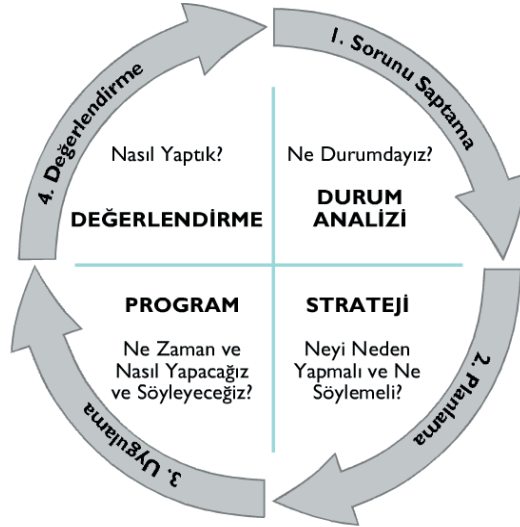 1. Sorunu Saptama
Ne Durumdayız?
DURUM
ANALİZİ
2. Planlama
STRATEJİ
Neyi Neden
Yapmalı ve Ne
Söylemeli?
3. Uygulama
PROGRAM
Ne Zaman ve
Nasıl Yapacağız
ve Söyleyeceğiz?
4. Değerlendirme
Nasıl Yaptık?
DEĞERLENDİRME